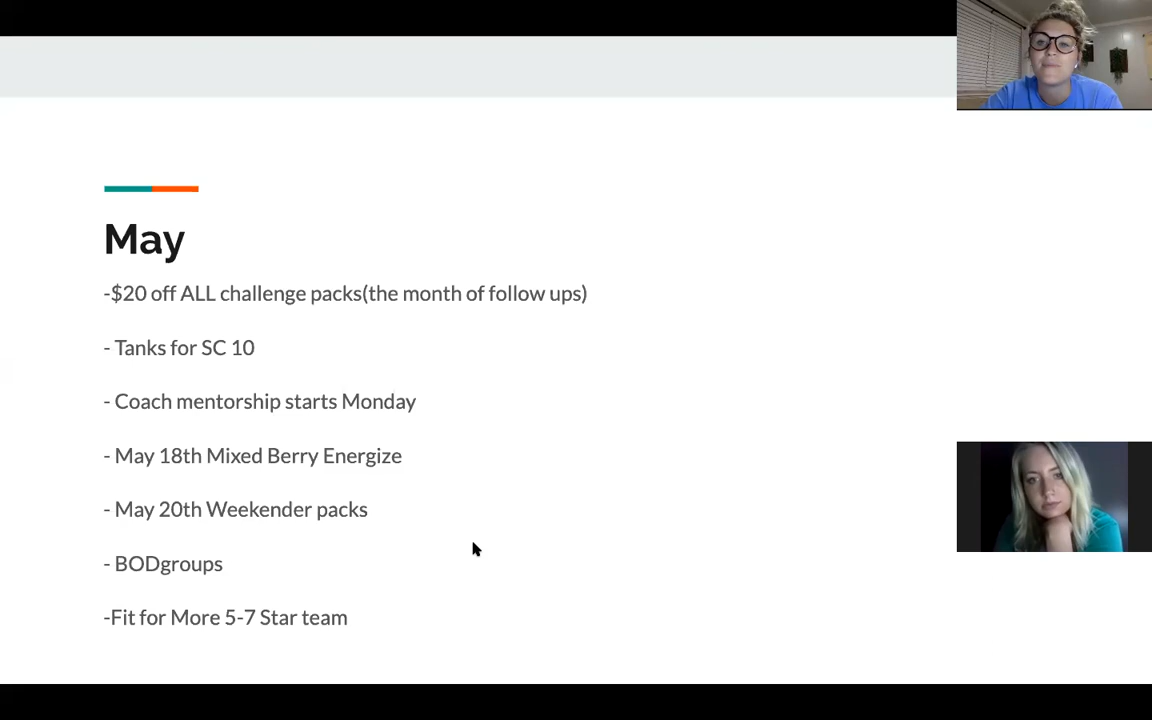 May
-$20 off ALL challenge packs(the month of follow ups)
- Tanks for SC 10
- Coach mentorship starts Monday
- May 18th Mixed Berry Energize
- May 20th Weekender packs
- BODgroups
-Fit for More 5-7 Star team